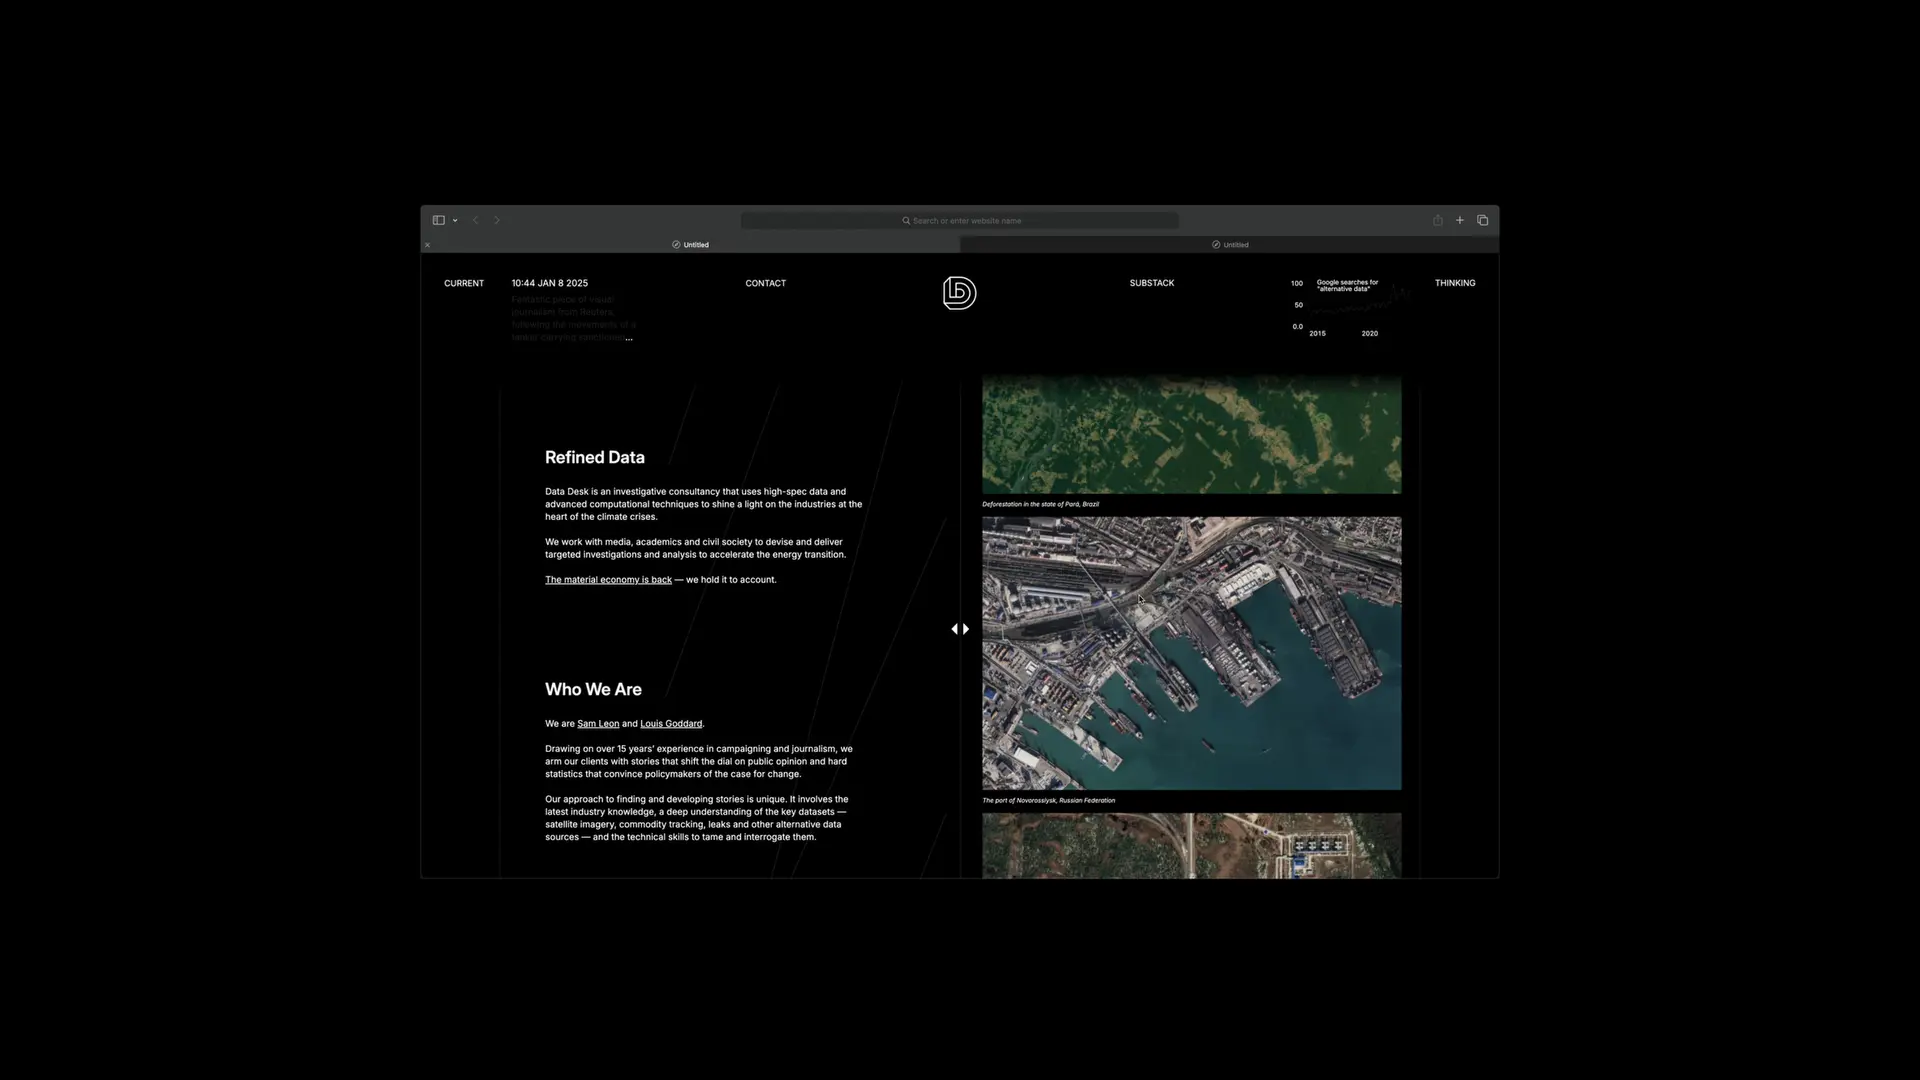 Search or enter website name
Untitled
Untitled
CURRENT
10:44 JAN 8 2025
Fantastic piece of visual
journalism from Reuters,
following the movements of a
tanker carrying sanctioned...
CONTACT
SUBSTACK
100
50
0.0
Google searches for
"alternative data"
2015
2020
THINKING
Refined Data
Data Desk is an investigative consultancy that uses high-spec data and
advanced computational techniques to shine a light on the industries at the
heart of the climate crises.
We work with media, academics and civil society to devise and deliver
targeted investigations and analysis to accelerate the energy transition.
The material economy is back — we hold it to account.
Who We Are
We are Sam Leon and Louis Goddard.
Drawing on over 15 years’ experience in campaigning and journalism, we
arm our clients with stories that shift the dial on public opinion and hard
statistics that convince policymakers of the case for change.
Our approach to finding and developing stories is unique. It involves the
latest industry knowledge, a deep understanding of the key datasets —
satellite imagery, commodity tracking, leaks and other alternative data
sources — and the technical skills to tame and interrogate them.
Deforestation in the state of Pará, Brazil
The port of Novorossiysk, Russian Federation